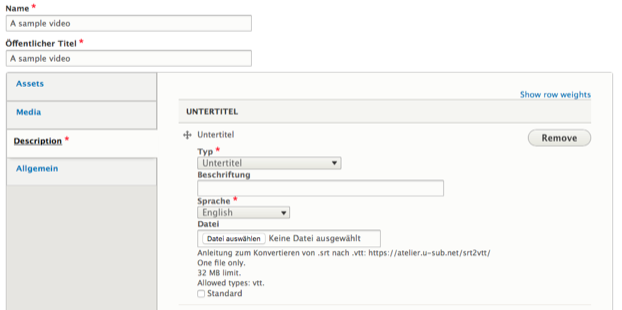 Name *
A sample video
Öffentlicher Titel *
A sample video
Assets
Media
Description *
Allgemein
Show row weights
UNTERTITEL
Untertitel
Remove
Typ *
Untertitel
Beschriftung
Sprache *
English
Datei
Datei auswählen Keine Datei ausgewählt
Anleitung zum Konvertieren von .srt nach .vtt: https://atelier.u-sub.net/srt2vtt/
One file only.
32 MB limit.
Allowed types: vtt.
Standard